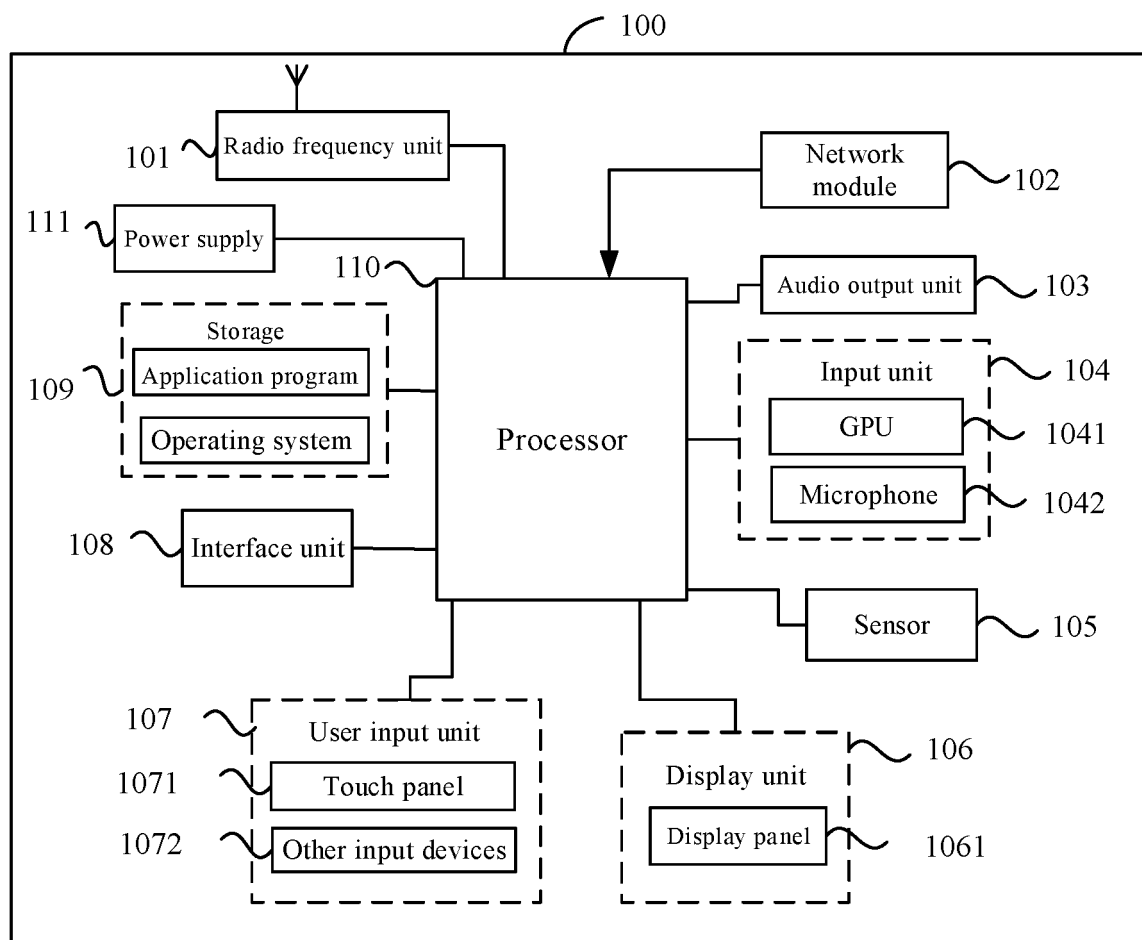 100
101
Radio frequency unit
Network
module
102
111
Power supply
110
Audio output unit
103
Storage
Application program
Operating system
109
Input unit
104
GPU
1041
Microphone
1042
Processor
108
Interface unit
Sensor
105
107
User input unit
1071
Touch panel
1072
Other input devices
106
Display unit
Display panel
1061